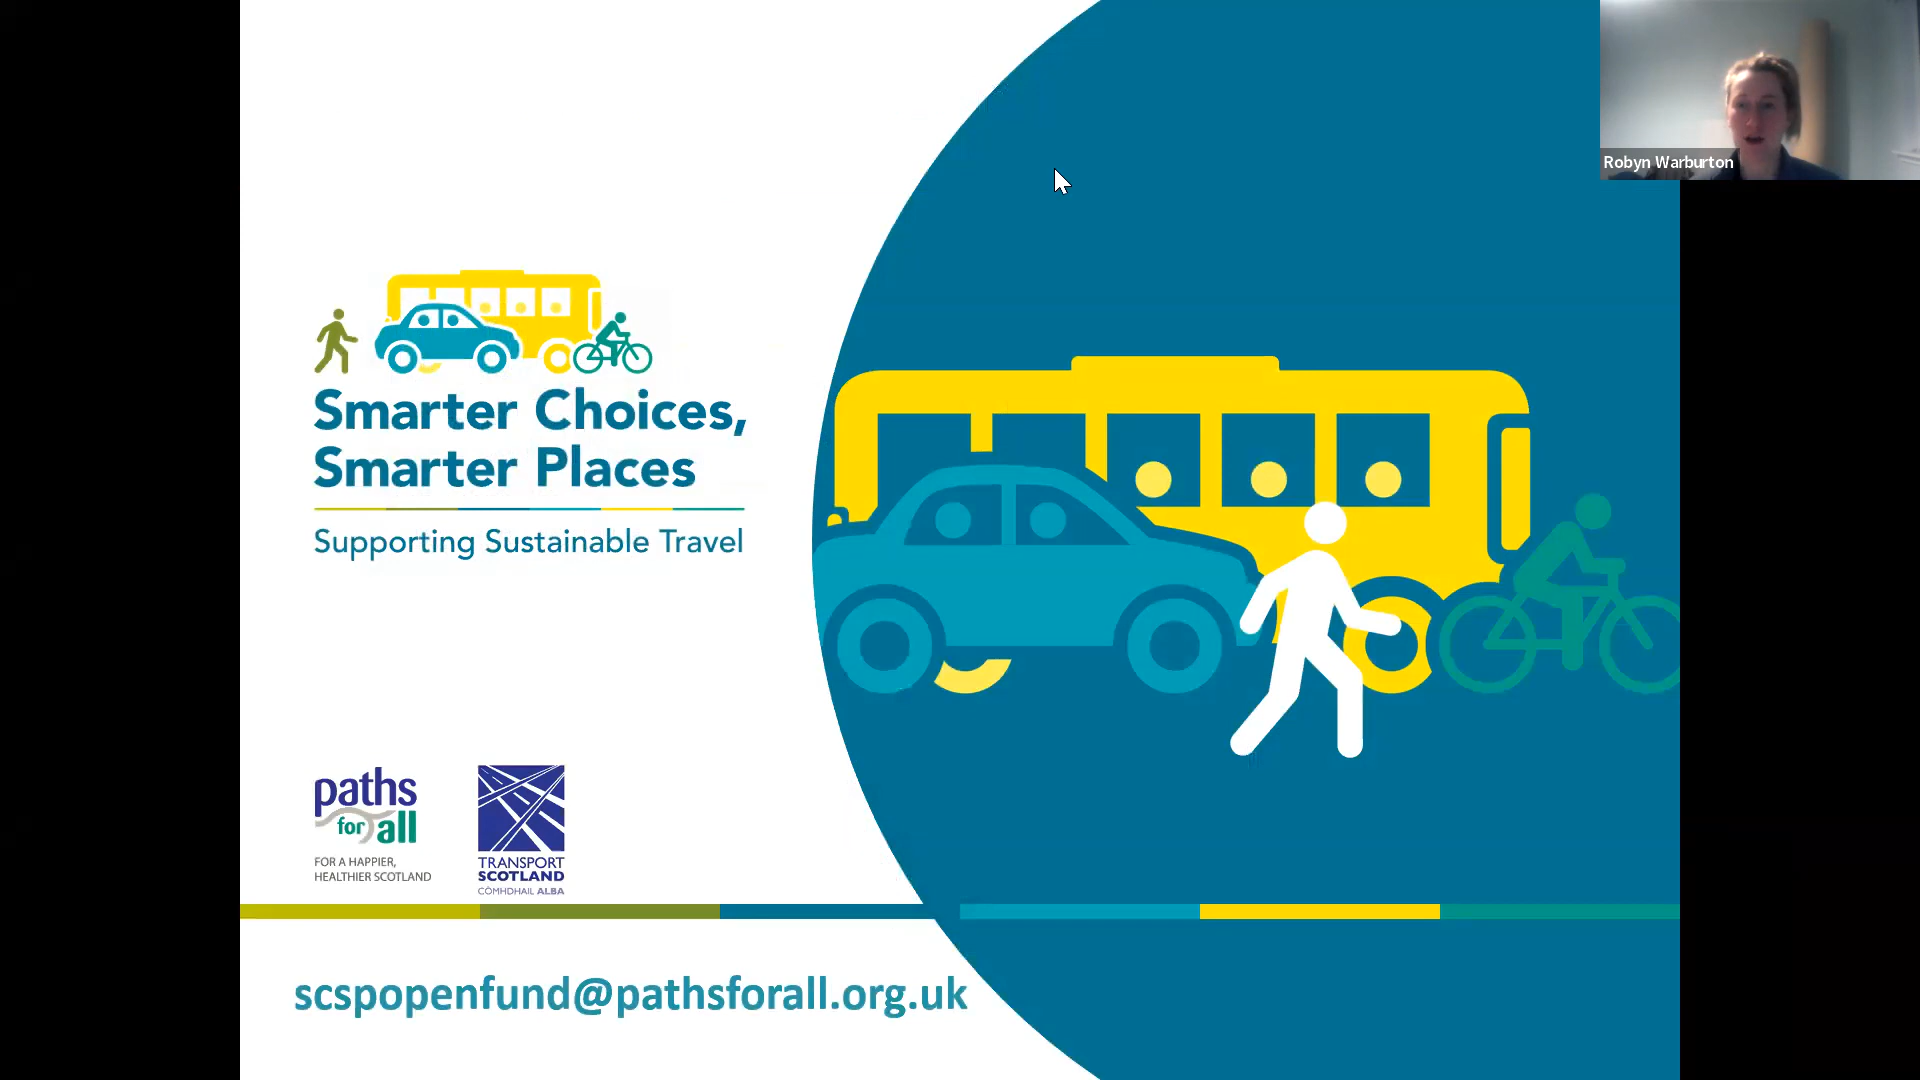 Robyn Warburton
Smarter Choices,
Smarter Places
Supporting Sustainable Travel
paths
for all
FOR A HAPPIER,
HEALTHIER SCOTLAND
TRANSPORT
SCOTLAND
CÒMHDHAIL ALBA
scspopenfund@pathsforall.org.uk